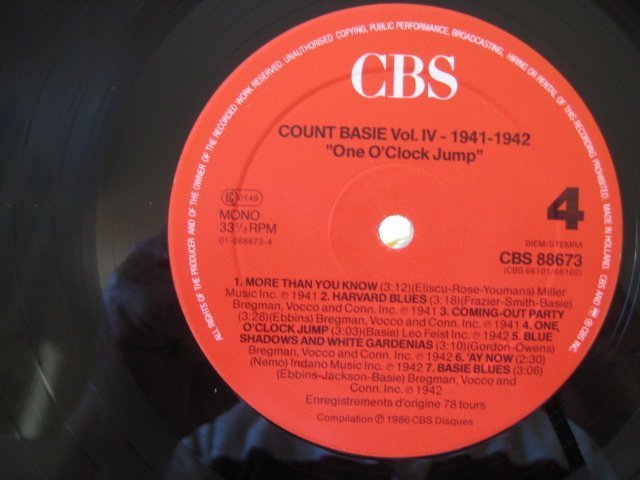 ALL RIGHTS OF THE PRODUCER AND OF THE OWNER OF THE RECORDED WORK RESERVED. UNAUTHORISED COPYING, PUBLIC PERFORMANCE, BROADCASTING, HIRING OR RENTAL OF THIS RECORDING PROHIBITED. MADE IN HOLLAND. CBS AND ARE ℗ CBS INC.
CBS
COUNT BASIE Vol. IV - 1941-1942
"One O'Clock Jump"
IC 0149
MONO
33⅓ RPM
01-088673-4
4
BIEM/STEMRA
CBS 88673
(CBS 66101/66102)
1. MORE THAN YOU KNOW (3:12)(Eliscu-Rose-Youmans) Miller
Music Inc. ℗ 1941 2. HARVARD BLUES (3:18)(Frazier-Smith-Basie)
Bregman, Vocco and Conn. Inc. ℗ 1941 3. COMING-OUT PARTY
(3:28)(Ebbins) Bregman, Vocco and Conn. Inc. ℗ 1941 4. ONE
O'CLOCK JUMP (3:03)(Basie) Leo Feist Inc. ℗ 1942 5. BLUE
SHADOWS AND WHITE GARDENIAS (3:10)(Gordon-Owens)
Bregman, Vocco and Conn. Inc. ℗ 1942 6. 'AY NOW (2:30)
(Nemo) Indano Music Inc. ℗ 1942 7. BASIE BLUES (3:06)
(Ebbins-Jackson-Basie) Bregman, Vocco and
Conn. Inc. ℗ 1942
Enregistrements d'origine 78 tours
Compilation ℗ 1986 CBS Disques